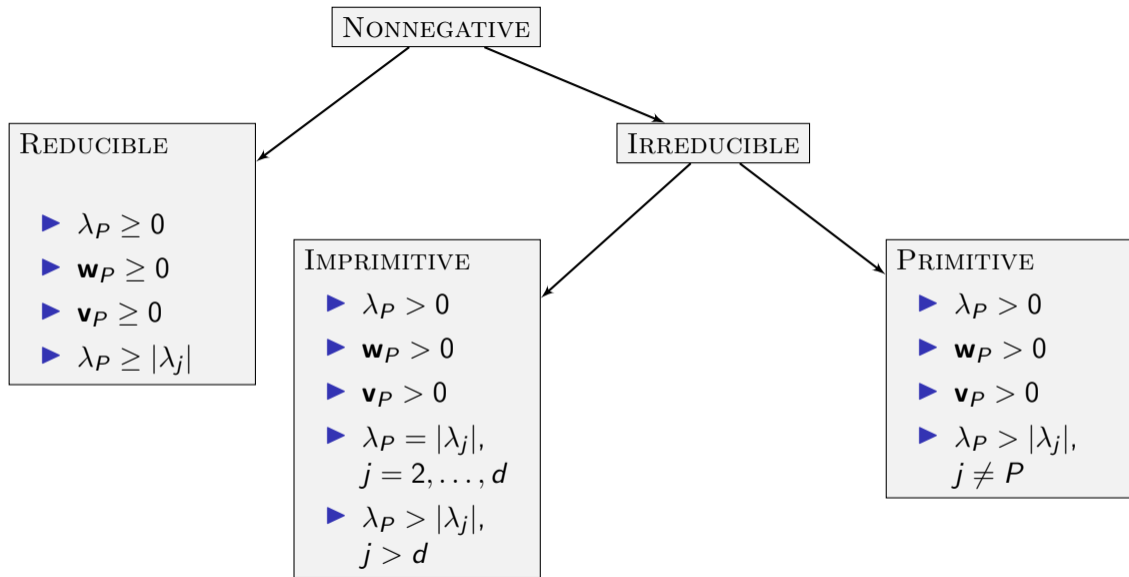 NONNEGATIVE
REDUCIBLE
▶ λ_P ≥ 0
▶ w_P ≥ 0
▶ v_P ≥ 0
▶ λ_P ≥ |λ_j|
IRREDUCIBLE
IMPRIMITIVE
▶ λ_P > 0
▶ w_P > 0
▶ v_P > 0
▶ λ_P = |λ_j|,
j = 2, . . . , d
▶ λ_P > |λ_j|,
j > d
PRIMITIVE
▶ λ_P > 0
▶ w_P > 0
▶ v_P > 0
▶ λ_P > |λ_j|,
j ≠ P